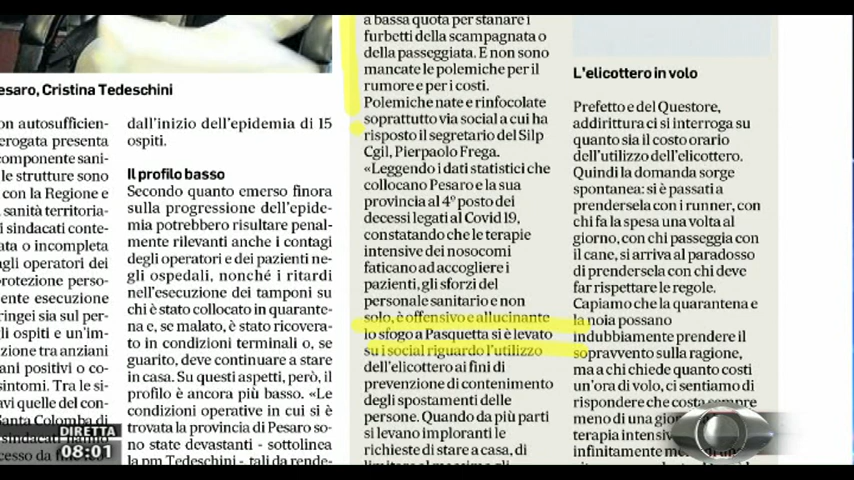 esaro, Cristina Tedeschini
on autosufficien-
erogata presenta
componente sani-
le strutture sono
con la Regione e
sanità territoria-
i sindacati conte-
ata o incompleta
agli operatori dei
protezione perso-
ente esecuzione
ringei sia sul per-
gli ospiti e un'im-
zione tra anziani
ani positivi o co-
sintomi. Tra le si-
avi quelle del con-
Santa Colomba di
sindacati hanno
dall'inizio dell'epidemia di 15
ospiti.
Il profilo basso
Secondo quanto emerso finora
sulla progressione dell'epide-
mia potrebbero risultare penal-
mente rilevanti anche i contagi
degli operatori e dei pazienti ne-
gli ospedali, nonché i ritardi
nell'esecuzione dei tamponi su
chi è stato collocato in quarante-
na e, se malato, è stato ricovera-
to in condizioni terminali o, se
guarito, deve continuare a stare
in casa. Su questi aspetti, però, il
profilo è ancora più basso. «Le
condizioni operative in cui si è
trovata la provincia di Pesaro so-
no state devastanti - sottolinea
la pm Tedeschini - tali da rende-
a bassa quota per stanare i
furbetti della scampagnata o
della passeggiata. E non sono
mancate le polemiche per il
rumore e per i costi.
Polemiche nate e rinfocolate
soprattutto via social a cui ha
risposto il segretario del Silp
Cgil, Pierpaolo Frega.
«Leggendo i dati statistici che
collocano Pesaro e la sua
provincia al 4º posto dei
decessi legati al Covid 19,
constatando che le terapie
intensive dei nosocomi
faticano ad accogliere i
pazienti, gli sforzi del
personale sanitario e non
solo, è offensivo e allucinante
lo sfogo a Pasquetta si è levato
su i social riguardo l'utilizzo
dell'elicottero ai fini di
prevenzione di contenimento
degli spostamenti delle
persone. Quando da più parti
si levano imploranti le
richieste di stare a casa, di
limitare al massimo gli
L'elicottero in volo
Prefetto e del Questore,
addirittura ci si interroga su
quanto sia il costo orario
dell'utilizzo dell'elicottero.
Quindi la domanda sorge
spontanea: si è passati a
prendersela con i runner, con
chi fa la spesa una volta al
giorno, con chi passeggia con
il cane, si arriva al paradosso
di prendersela con chi deve
far rispettare le regole.
Capiamo che la quarantena e
la noia possano
indubbiamente prendere il
sopravvento sulla ragione,
ma a chi chiede quanto costi
un'ora di volo, ci sentiamo di
rispondere che costa sempre
meno di una
terapia
infinitamente
DIRETTA
08:01